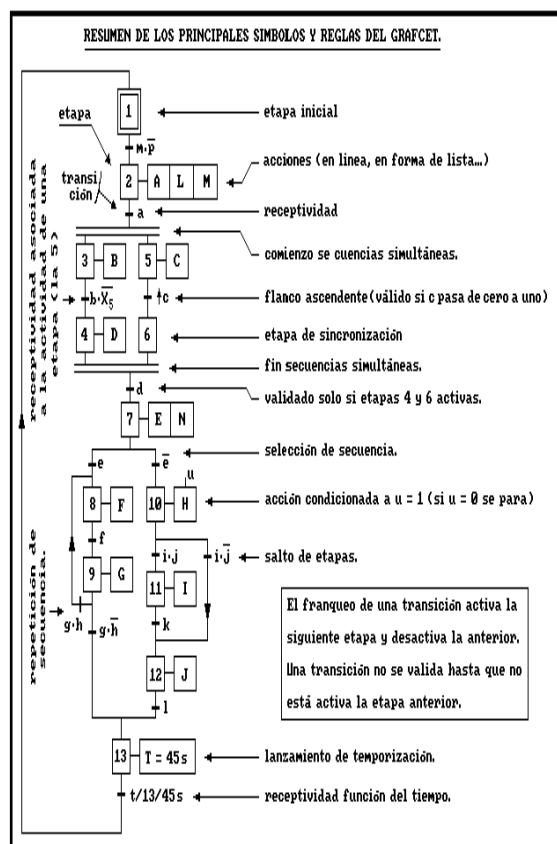 RESUMEN DE LOS PRINCIPALES SIMBOLOS Y REGLAS DEL GRAFCET.
1
etapa inicial
etapa
m·p̅
acciones (en linea, en forma de lista...)
2 A L M
transi
ción
a
receptividad
comienzo se cuencias simultáneas.
3 B 5 C
b·X̅₅
↑c
flanco ascendente(válido si c pasa de cero a uno)
4 D 6
etapa de sincronización
fin secuencias simultáneas.
d
validado solo si etapas 4 y 6 activas.
7 E N
selección de secuencia.
e
e̅
u
8 F 10 H
acción condicionada a u = 1 (si u = 0 se para)
f
i·j
i·j̅
salto de etapas.
9 G 11 I
g·h
g·h̅
k
12 J
l
El franqueo de una transición activa la
siguiente etapa y desactiva la anterior.
Una transición no se valida hasta que no
está activa la etapa anterior.
13 T = 45s
lanzamiento de temporización.
t/13/45s
receptividad función del tiempo.
receptividad asociada
a la actividad de una
etapa (la 5)
repetición de
secuencia.